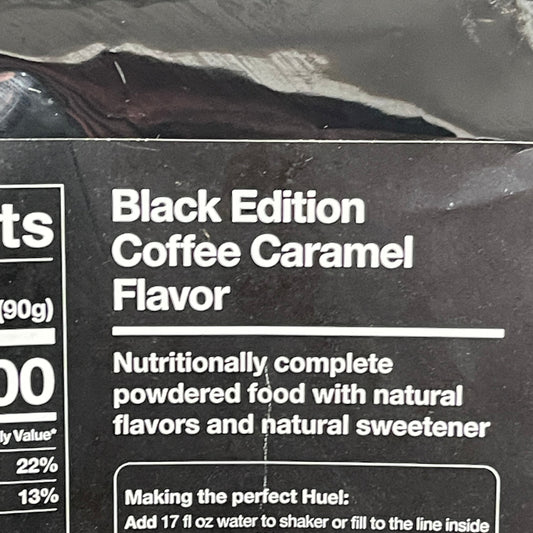 ts
(90g)
00
ly Value*
22%
13%
Black Edition
Coffee Caramel
Flavor
Nutritionally complete
powdered food with natural
flavors and natural sweetener
Making the perfect Huel:
Add 17 fl oz water to shaker or fill to the line inside